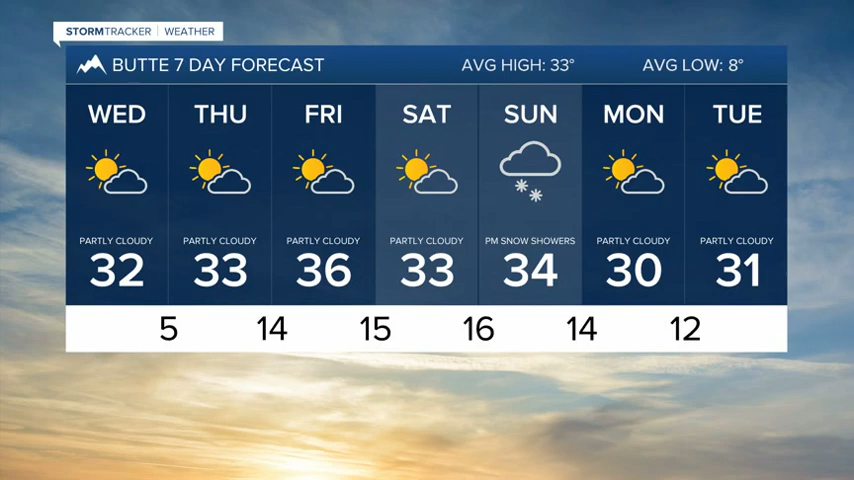 STORMTRACKER | WEATHER
BUTTE 7 DAY FORECAST AVG HIGH: 33° AVG LOW: 8°
WED THU FRI SAT SUN MON TUE
PARTLY CLOUDY PARTLY CLOUDY PARTLY CLOUDY PARTLY CLOUDY PM SNOW SHOWERS PARTLY CLOUDY PARTLY CLOUDY
32 33 36 33 34 30 31
5 14 15 16 14 12